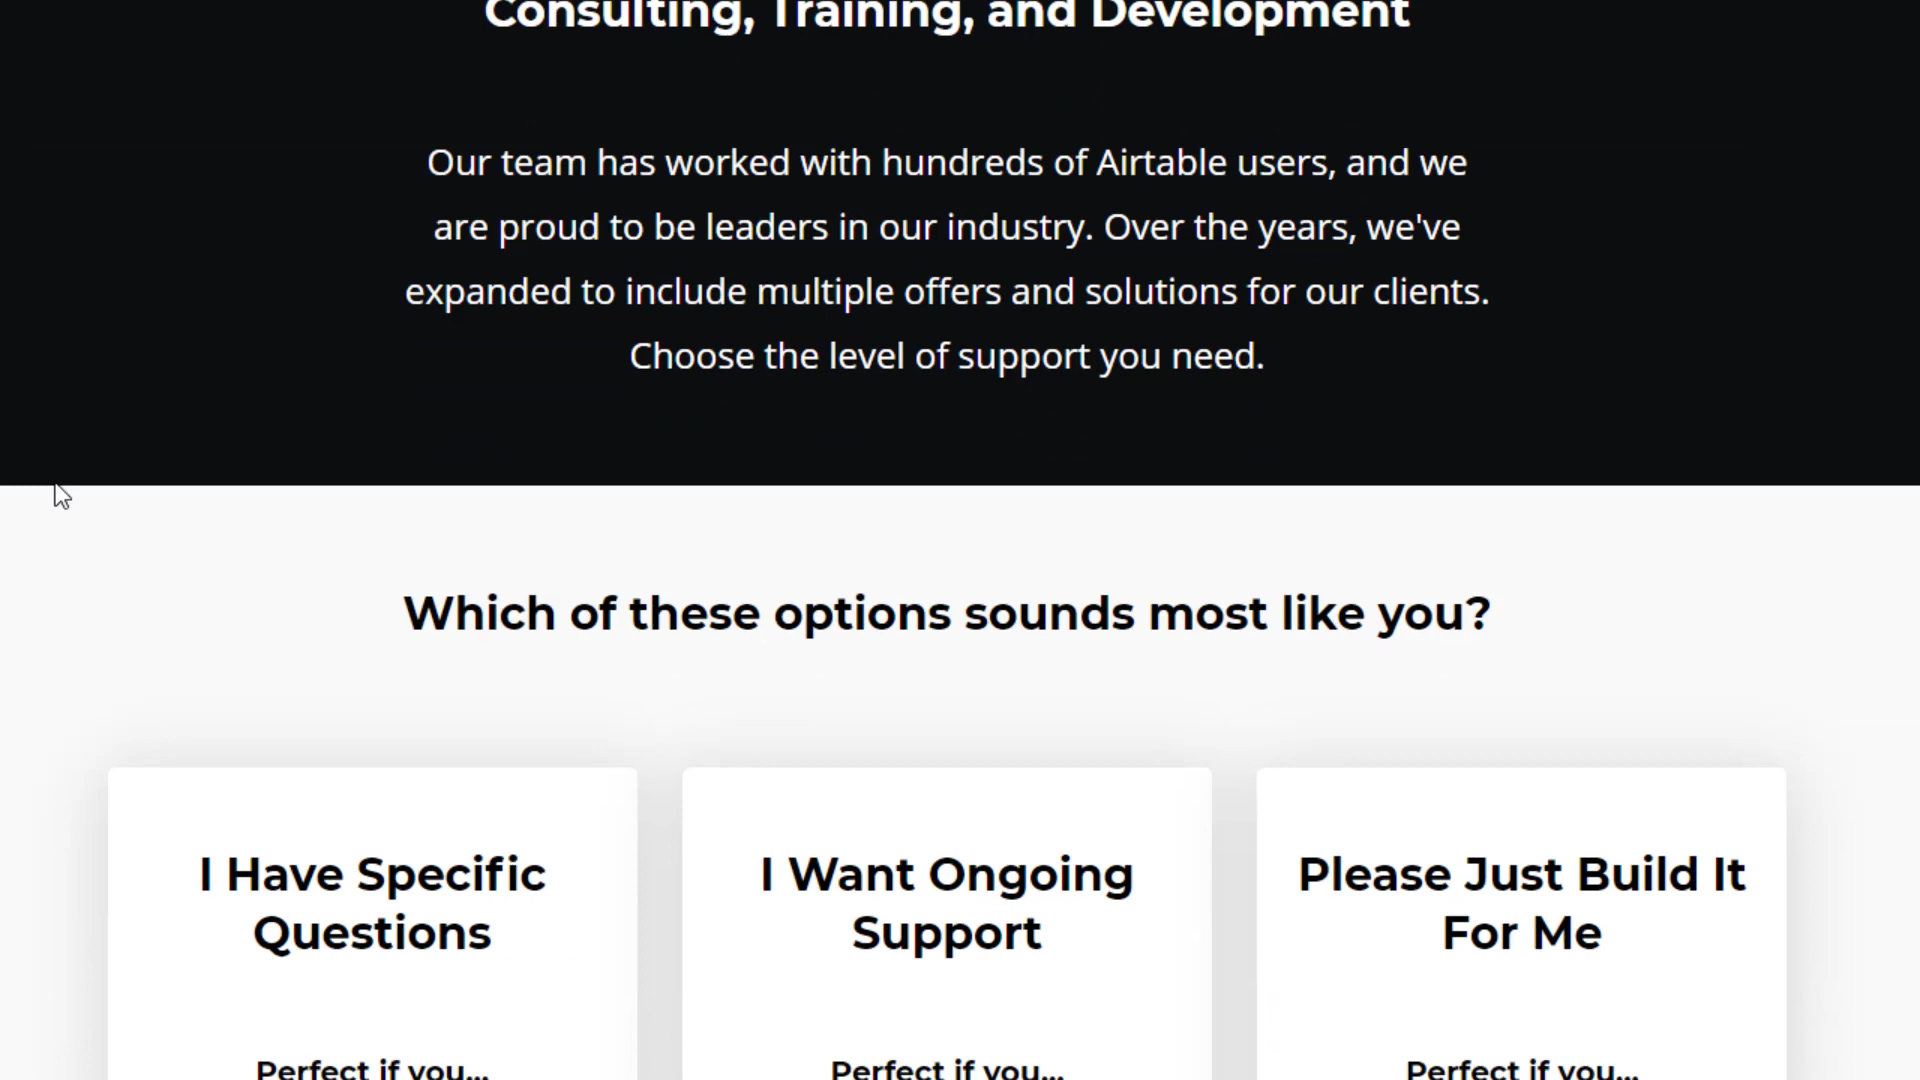 Consulting, Training, and Development
Our team has worked with hundreds of Airtable users, and we
are proud to be leaders in our industry. Over the years, we've
expanded to include multiple offers and solutions for our clients.
Choose the level of support you need.
Which of these options sounds most like you?
I Have Specific
Questions
I Want Ongoing
Support
Please Just Build It
For Me
Perfect if you...
Perfect if you...
Perfect if you...